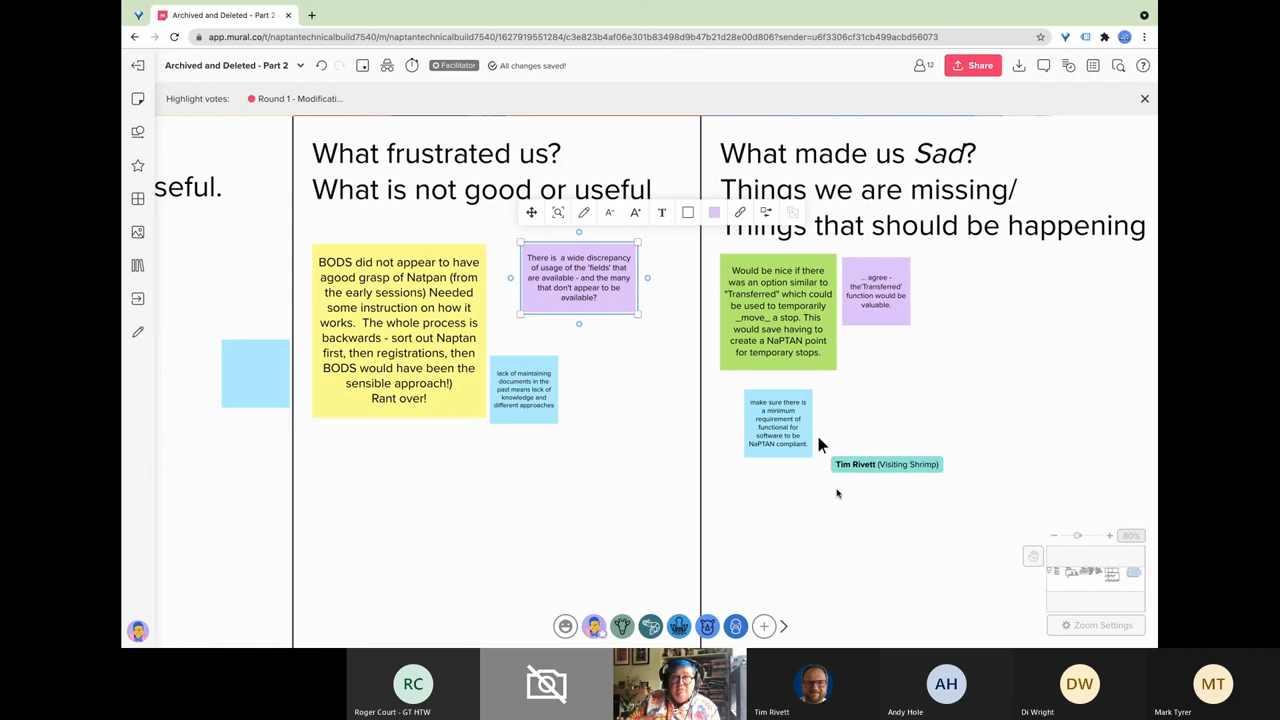 Archived and Deleted - Part 2
app.mural.co/t/naptantechnicalbuild7540/m/naptantechnicalbuild7540/1627919551284/c3e823b4af06e301b83498d9b47b21d28e00d806?sender=u6f3306cf31cb499acbd56073
Archived and Deleted - Part 2
Facilitator
All changes saved!
12
Share
Highlight votes:
Round 1 - Modificati...
seful.
What frustrated us?
What is not good or useful
BODS did not appear to have
agood grasp of Natpan (from
the early sessions) Needed
some instruction on how it
works. The whole process is
backwards - sort out Naptan
first, then registrations, then
BODS would have been the
sensible approach!)
Rant over!
There is a wide discrepancy
of usage of the 'fields' that
are available - and the many
that don't appear to be
available?
lack of maintaining
documents in the
past means lack of
knowledge and
different approaches
What made us Sad?
Things we are missing/
Things that should be happening
Would be nice if there
was an option similar to
"Transferred" which could
be used to temporarily
_move_ a stop. This
would save having to
create a NaPTAN point
for temporary stops.
... agree -
the'Transferred'
function would be
valuable.
make sure there is
a minimum
requirement of
functional for
software to be
NaPTAN compliant.
Tim Rivett (Visiting Shrimp)
80%
Zoom Settings
RC
Roger Court - GT HTW
Tim Rivett
AH
Andy Hole
DW
Di Wright
MT
Mark Tyrer